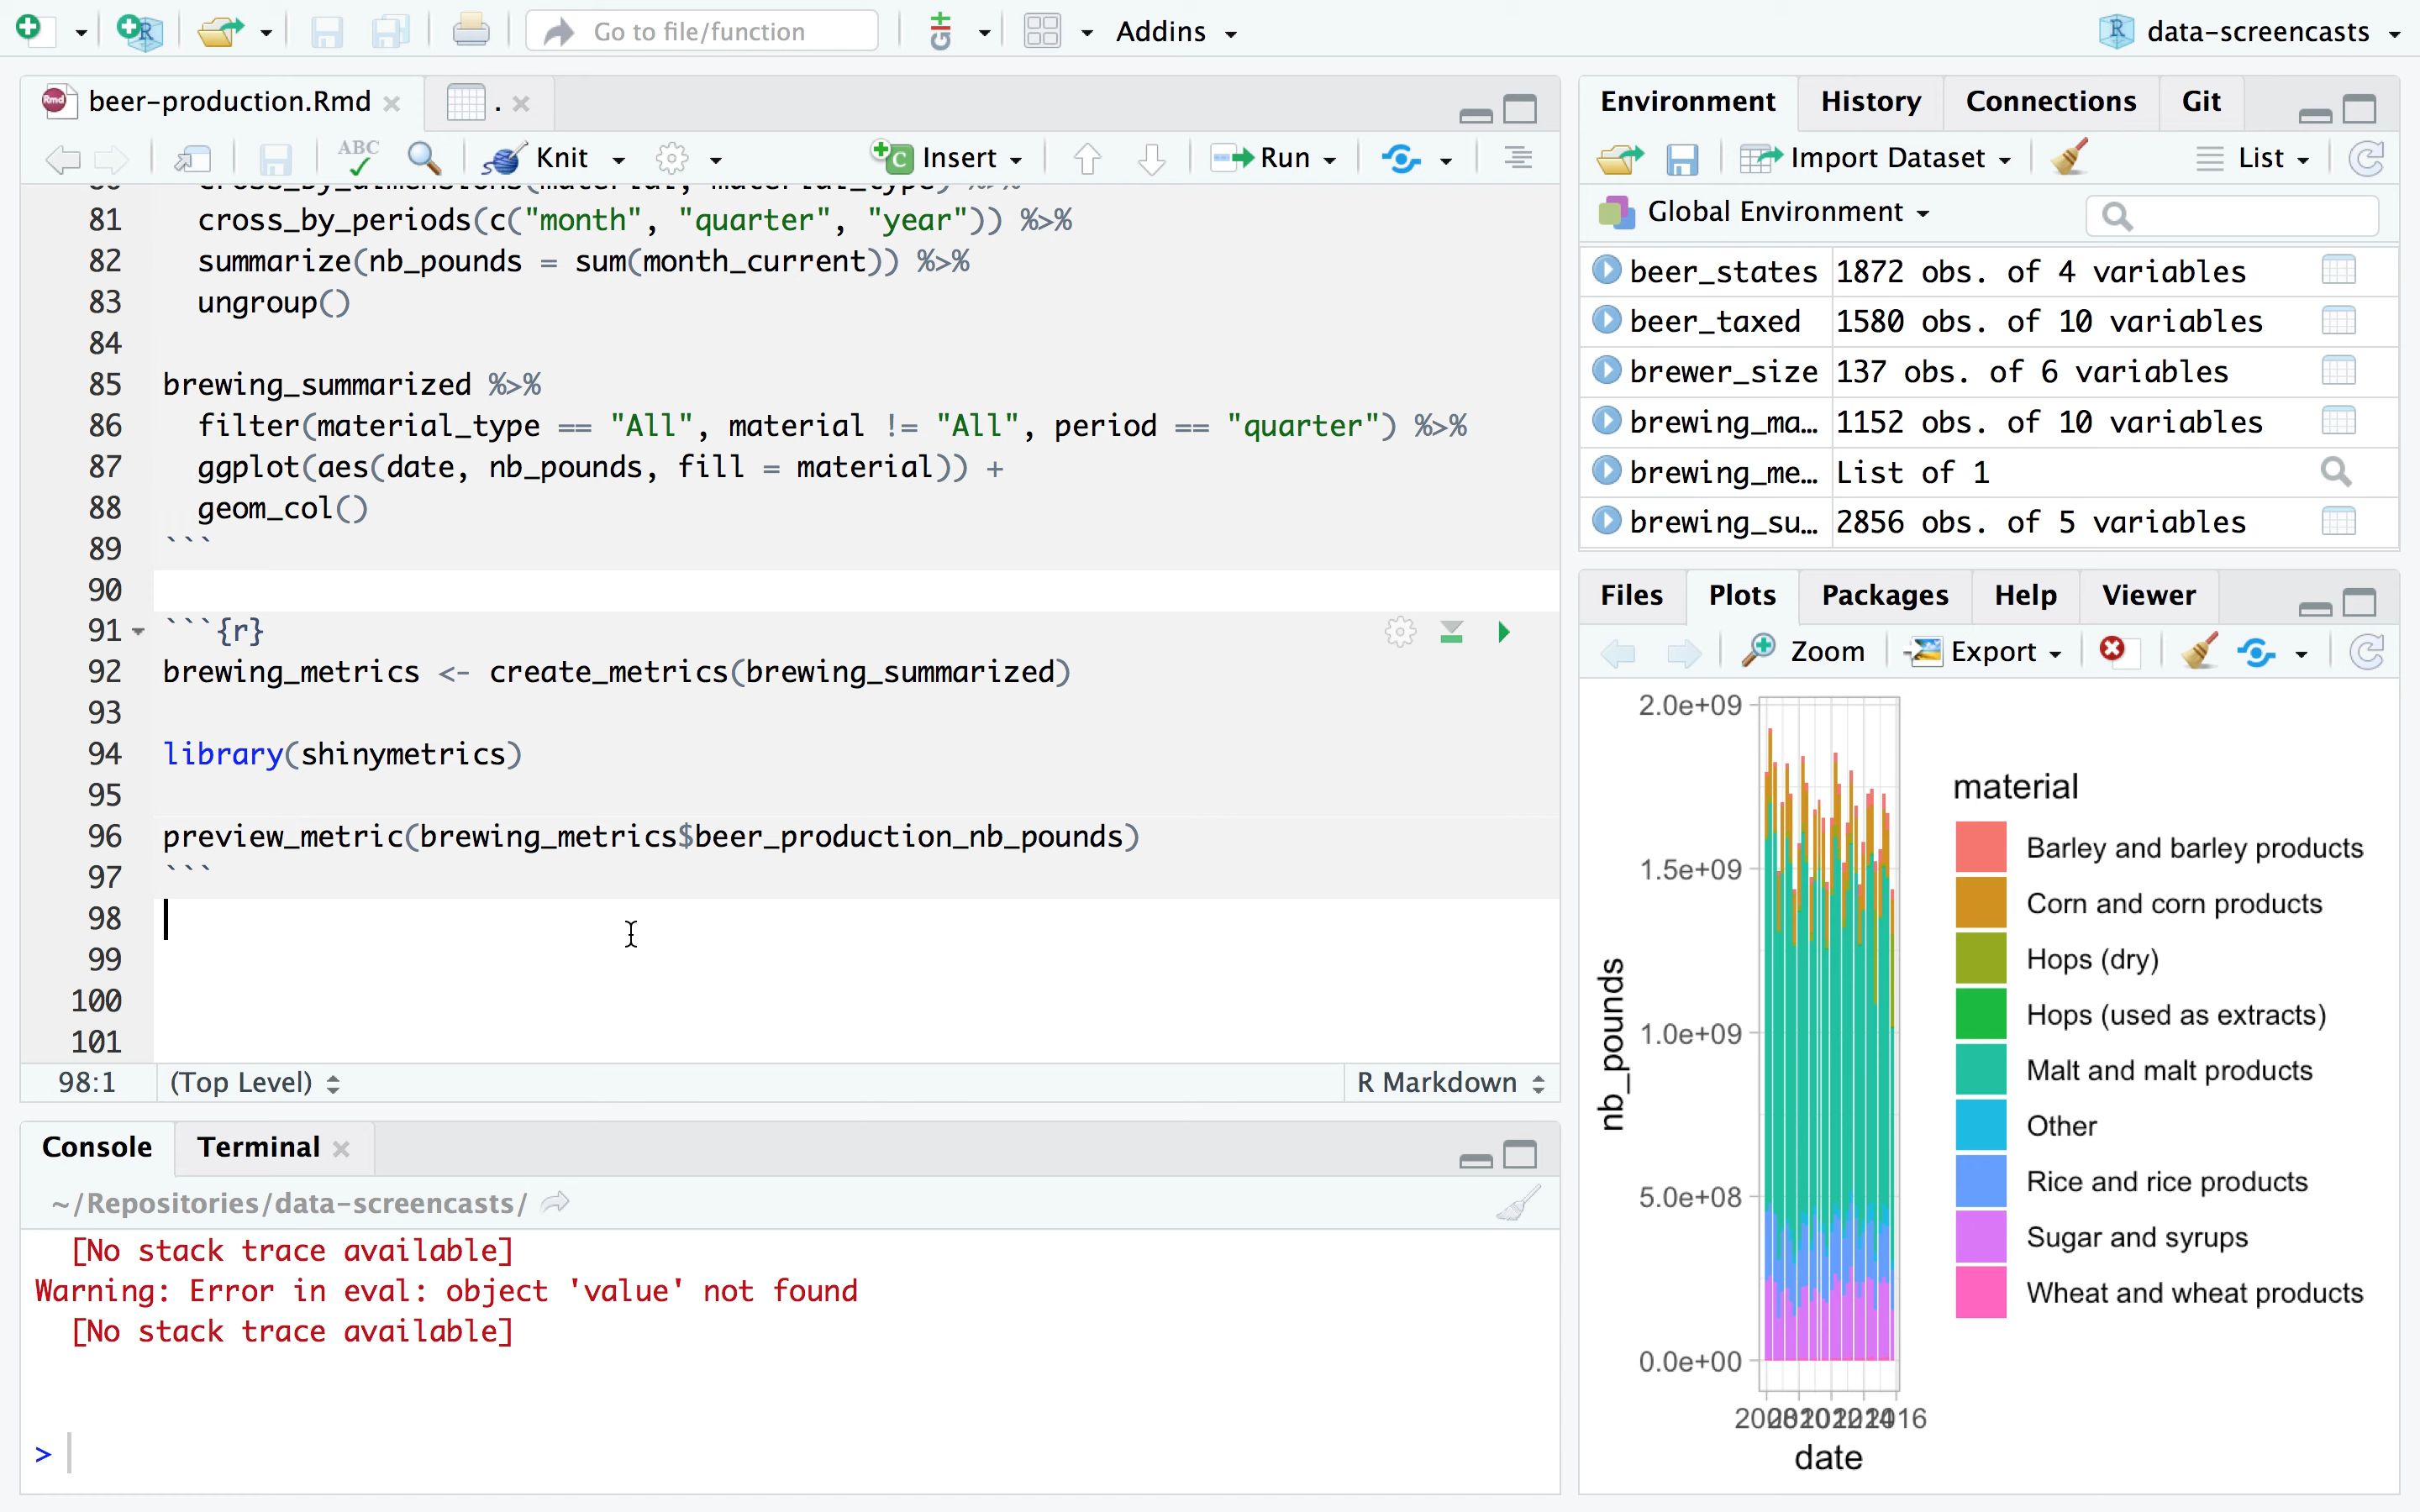 Go to file/function
Addins
data-screencasts
beer-production.Rmd
.
ABC
Knit
Insert
Run
81 cross_by_periods(c("month", "quarter", "year")) %>%
82 summarize(nb_pounds = sum(month_current)) %>%
83 ungroup()
84
85 brewing_summarized %>%
86 filter(material_type == "All", material != "All", period == "quarter") %>%
87 ggplot(aes(date, nb_pounds, fill = material)) +
88 geom_col()
89 ```
90
91 ```{r}
92 brewing_metrics <- create_metrics(brewing_summarized)
93
94 library(shinymetrics)
95
96 preview_metric(brewing_metrics$beer_production_nb_pounds)
97 ```
98
99
100
101
98:1 (Top Level) R Markdown
Console Terminal
~/Repositories/data-screencasts/
[No stack trace available]
Warning: Error in eval: object 'value' not found
[No stack trace available]
>
Environment History Connections Git
Import Dataset List
Global Environment
beer_states 1872 obs. of 4 variables
beer_taxed 1580 obs. of 10 variables
brewer_size 137 obs. of 6 variables
brewing_ma… 1152 obs. of 10 variables
brewing_me… List of 1
brewing_su… 2856 obs. of 5 variables
Files Plots Packages Help Viewer
Zoom Export
2.0e+09
1.5e+09
1.0e+09
5.0e+08
0.0e+00
nb_pounds
date
material
Barley and barley products
Corn and corn products
Hops (dry)
Hops (used as extracts)
Malt and malt products
Other
Rice and rice products
Sugar and syrups
Wheat and wheat products